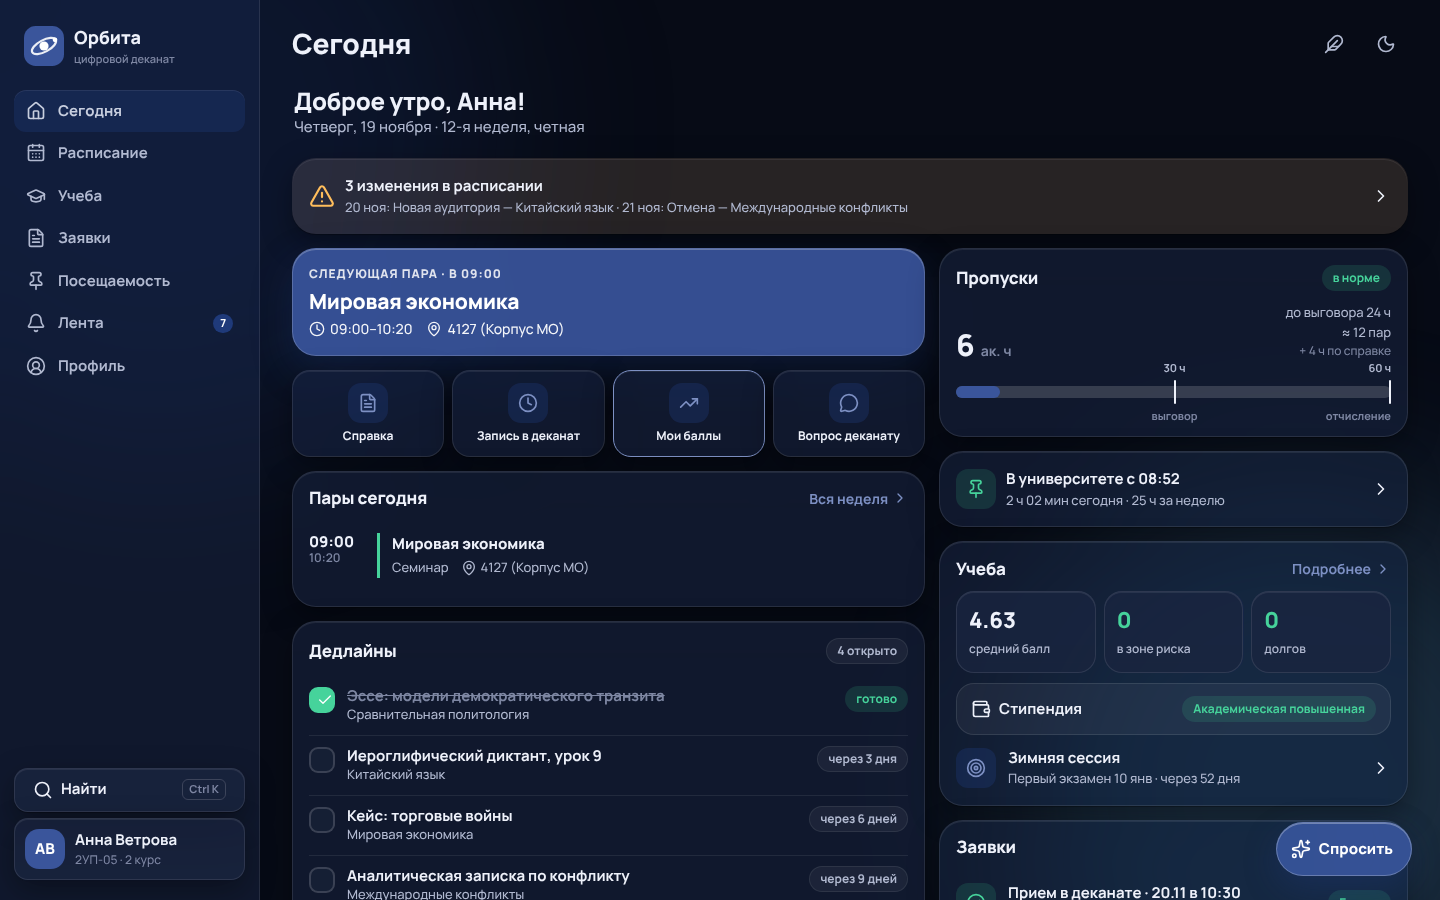 Орбита
цифровой деканат
Сегодня
Расписание
Учеба
Заявки
Посещаемость
Лента 7
Профиль
Найти Ctrl K
АВ
Анна Ветрова
2УП-05 · 2 курс
Сегодня
Доброе утро, Анна!
Четверг, 19 ноября · 12-я неделя, четная
3 изменения в расписании
20 ноя: Новая аудитория — Китайский язык · 21 ноя: Отмена — Международные конфликты
СЛЕДУЮЩАЯ ПАРА · В 09:00
Мировая экономика
09:00–10:20 4127 (Корпус МО)
Справка
Запись в деканат
Мои баллы
Вопрос деканату
Пары сегодня
Вся неделя
09:00
10:20
Мировая экономика
Семинар 4127 (Корпус МО)
Дедлайны
4 открыто
Эссе: модели демократического транзита
Сравнительная политология
готово
Иероглифический диктант, урок 9
Китайский язык
через 3 дня
Кейс: торговые войны
Мировая экономика
через 6 дней
Аналитическая записка по конфликту
Международные конфликты
через 9 дней
Пропуски
в норме
6 ак. ч
до выговора 24 ч
≈ 12 пар
+ 4 ч по справке
30 ч
60 ч
выговор
отчисление
В университете с 08:52
2 ч 02 мин сегодня · 25 ч за неделю
Учеба
Подробнее
4.63
средний балл
0
в зоне риска
0
долгов
Стипендия
Академическая повышенная
Зимняя сессия
Первый экзамен 10 янв · через 52 дня
Заявки
Спросить
Прием в деканате · 20.11 в 10:30